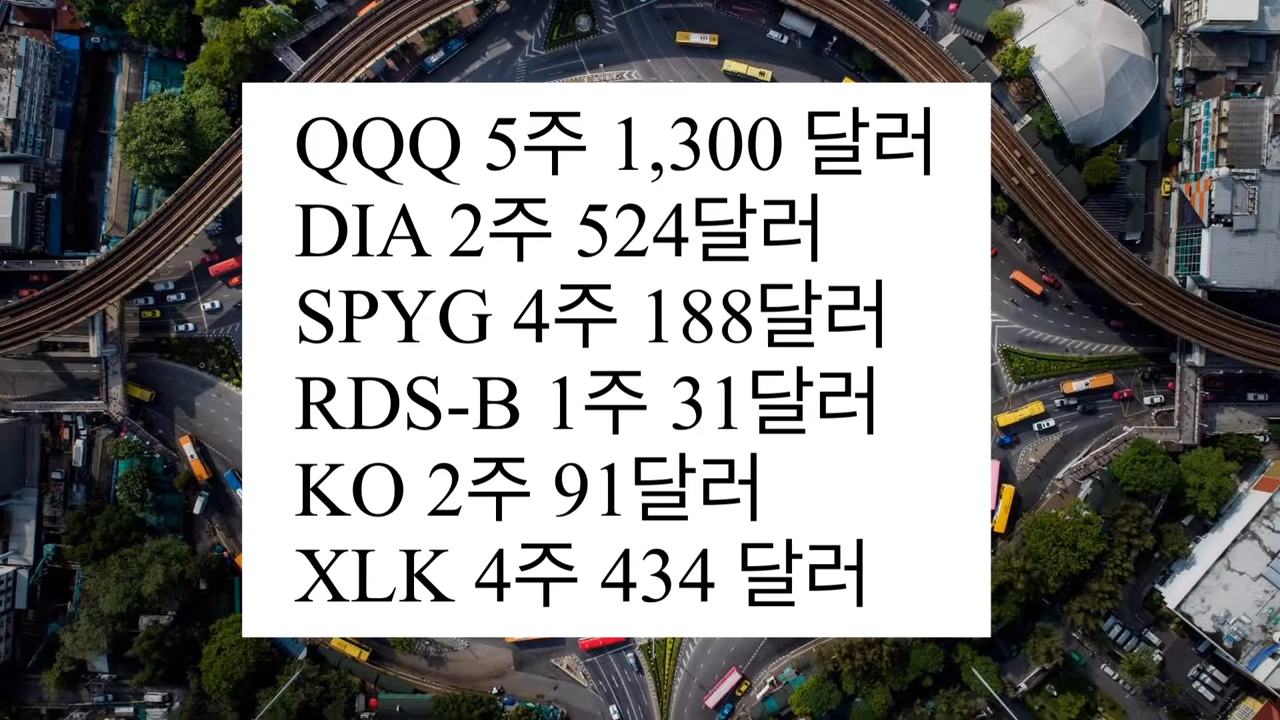 QQQ 5주 1,300 달러
DIA 2주 524달러
SPYG 4주 188달러
RDS-B 1주 31달러
KO 2주 91달러
XLK 4주 434 달러